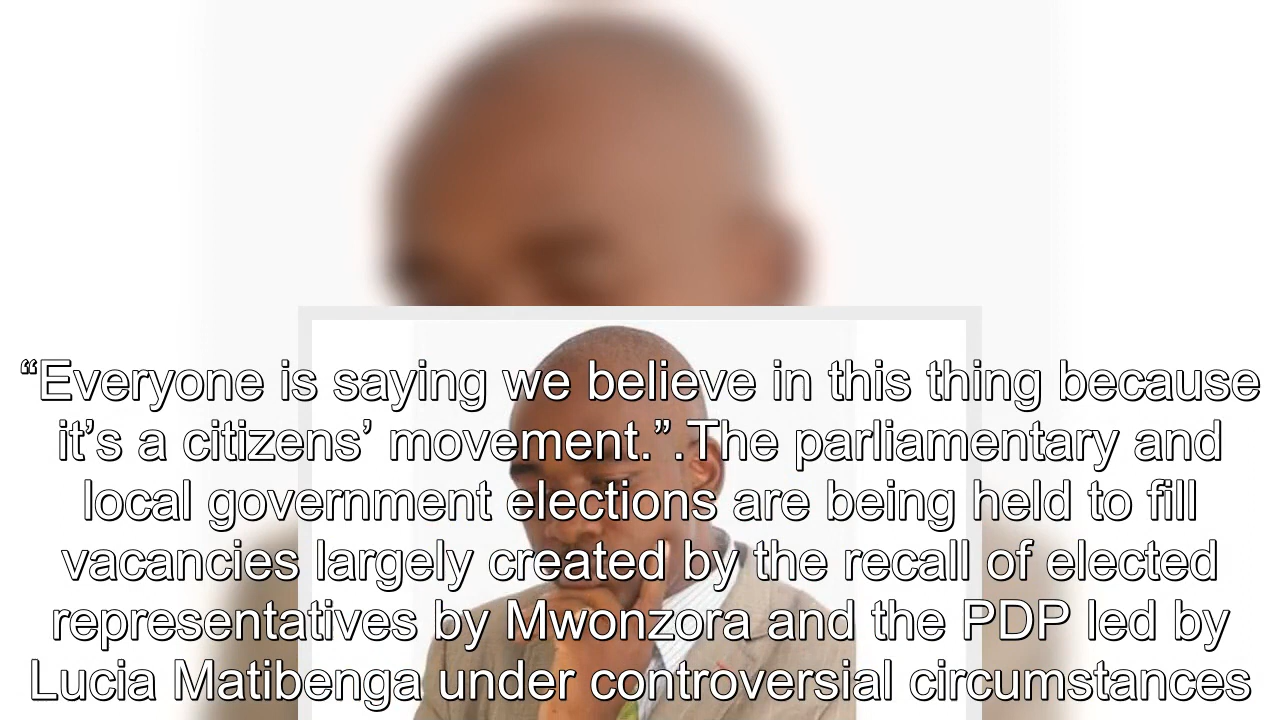 “Everyone is saying we believe in this thing because
it’s a citizens’ movement.” .The parliamentary and
local government elections are being held to fill
vacancies largely created by the recall of elected
representatives by Mwonzora and the PDP led by
Lucia Matibenga under controversial circumstances